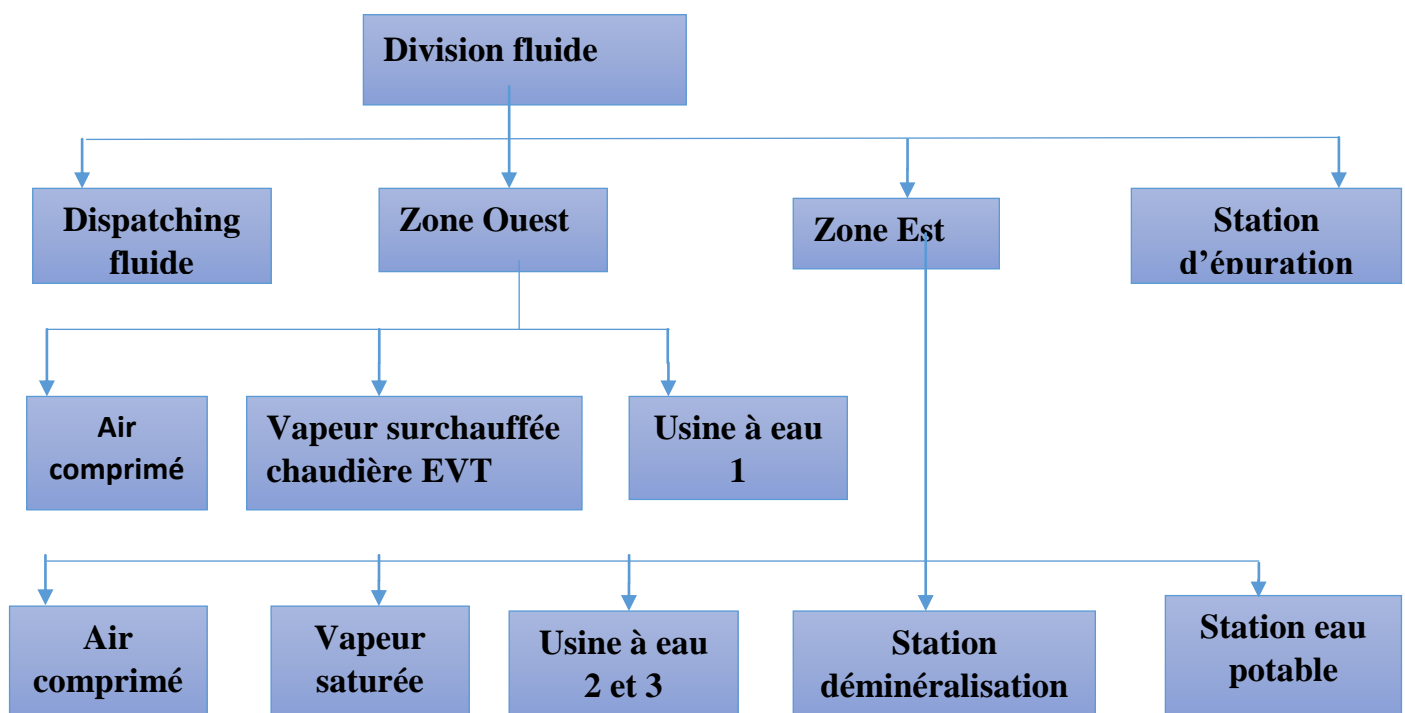 Division fluide
Dispatching
fluide
Zone Ouest
Zone Est
Station
d’épuration
Air
comprimé
Vapeur surchauffée
chaudière EVT
Usine à eau
1
Air
comprimé
Vapeur
saturée
Usine à eau
2 et 3
Station
déminéralisation
Station eau
potable